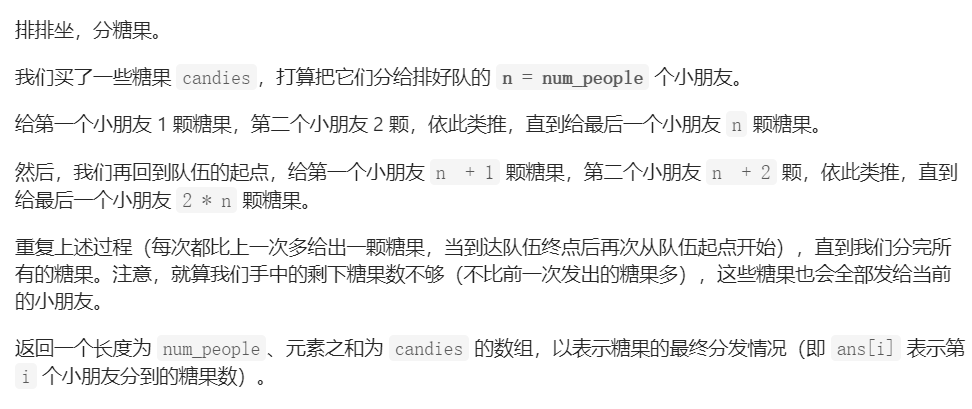 排排坐，分糖果。
我们买了一些糖果 candies，打算把它们分给排好队的 n = num_people 个小朋友。
给第一个小朋友 1 颗糖果，第二个小朋友 2 颗，依此类推，直到给最后一个小朋友 n 颗糖果。
然后，我们再回到队伍的起点，给第一个小朋友 n + 1 颗糖果，第二个小朋友 n + 2 颗，依此类推，直到
给最后一个小朋友 2 * n 颗糖果。
重复上述过程（每次都比上一次多给出一颗糖果，当到达队伍终点后再次从队伍起点开始），直到我们分完所
有的糖果。注意，就算我们手中的剩下糖果数不够（不比前一次发出的糖果多），这些糖果也会全部发给当前
的小朋友。
返回一个长度为 num_people、元素之和为 candies 的数组，以表示糖果的最终分发情况（即 ans[i] 表示第
i 个小朋友分到的糖果数）。